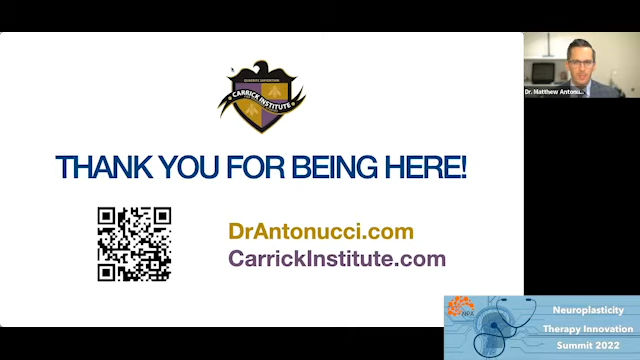 CARRICK INSTITUTE
THANK YOU FOR BEING HERE!
DrAntonucci.com
CarrickInstitute.com
Dr. Matthew Antonu...
NPA
Neuroplasticity
Therapy Innovation
Summit 2022